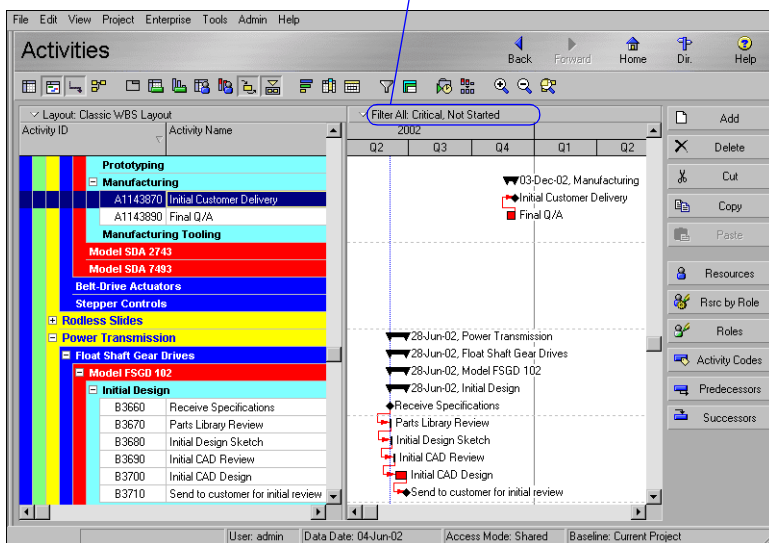 File Edit View Project Enterprise Tools Admin Help
Activities
Back Forward Home Dir. Help
Layout: Classic WBS Layout
Filter All: Critical, Not Started
Activity ID Activity Name
2002
Q2 Q3 Q4 Q1 Q2
Prototyping
Manufacturing
03-Dec-02, Manufacturing
A1143870 Initial Customer Delivery
Initial Customer Delivery
A1143890 Final Q/A
Final Q/A
Manufacturing Tooling
Model SDA 2743
Model SDA 7493
Belt-Drive Actuators
Stepper Controls
Rodless Slides
Power Transmission
28-Jun-02, Power Transmission
Float Shaft Gear Drives
28-Jun-02, Float Shaft Gear Drives
Model FSGD 102
28-Jun-02, Model FSGD 102
Initial Design
28-Jun-02, Initial Design
B3660 Receive Specifications
Receive Specifications
B3670 Parts Library Review
Parts Library Review
B3680 Initial Design Sketch
Initial Design Sketch
B3690 Initial CAD Review
Initial CAD Review
B3700 Initial CAD Design
Initial CAD Design
B3710 Send to customer for initial review
Send to customer for initial review
Add
Delete
Cut
Copy
Paste
Resources
Rsrc by Role
Roles
Activity Codes
Predecessors
Successors
User: admin Data Date: 04-Jun-02 Access Mode: Shared Baseline: Current Project